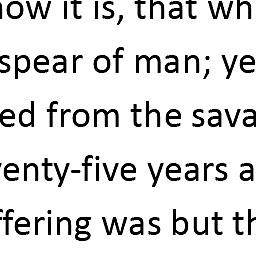 now it is, that wh
spear of man; ye
ed from the sava
enty-five years a
ffering was but th